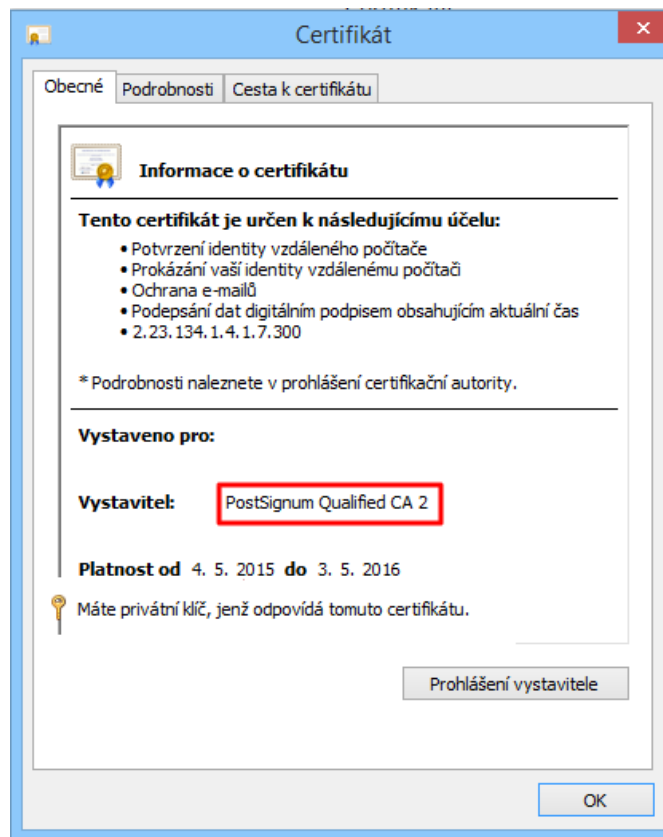 Certifikát
Obecné Podrobnosti Cesta k certifikátu
Informace o certifikátu
Tento certifikát je určen k následujícímu účelu:
• Potvrzení identity vzdáleného počítače
• Prokázání vaší identity vzdálenému počítači
• Ochrana e-mailů
• Podepsání dat digitálním podpisem obsahujícím aktuální čas
• 2.23.134.1.4.1.7.300
* Podrobnosti naleznete v prohlášení certifikační autority.
Vystaveno pro:
Vystavitel: PostSignum Qualified CA 2
Platnost od 4. 5. 2015 do 3. 5. 2016
Máte privátní klíč, jenž odpovídá tomuto certifikátu.
Prohlášení vystavitele
OK